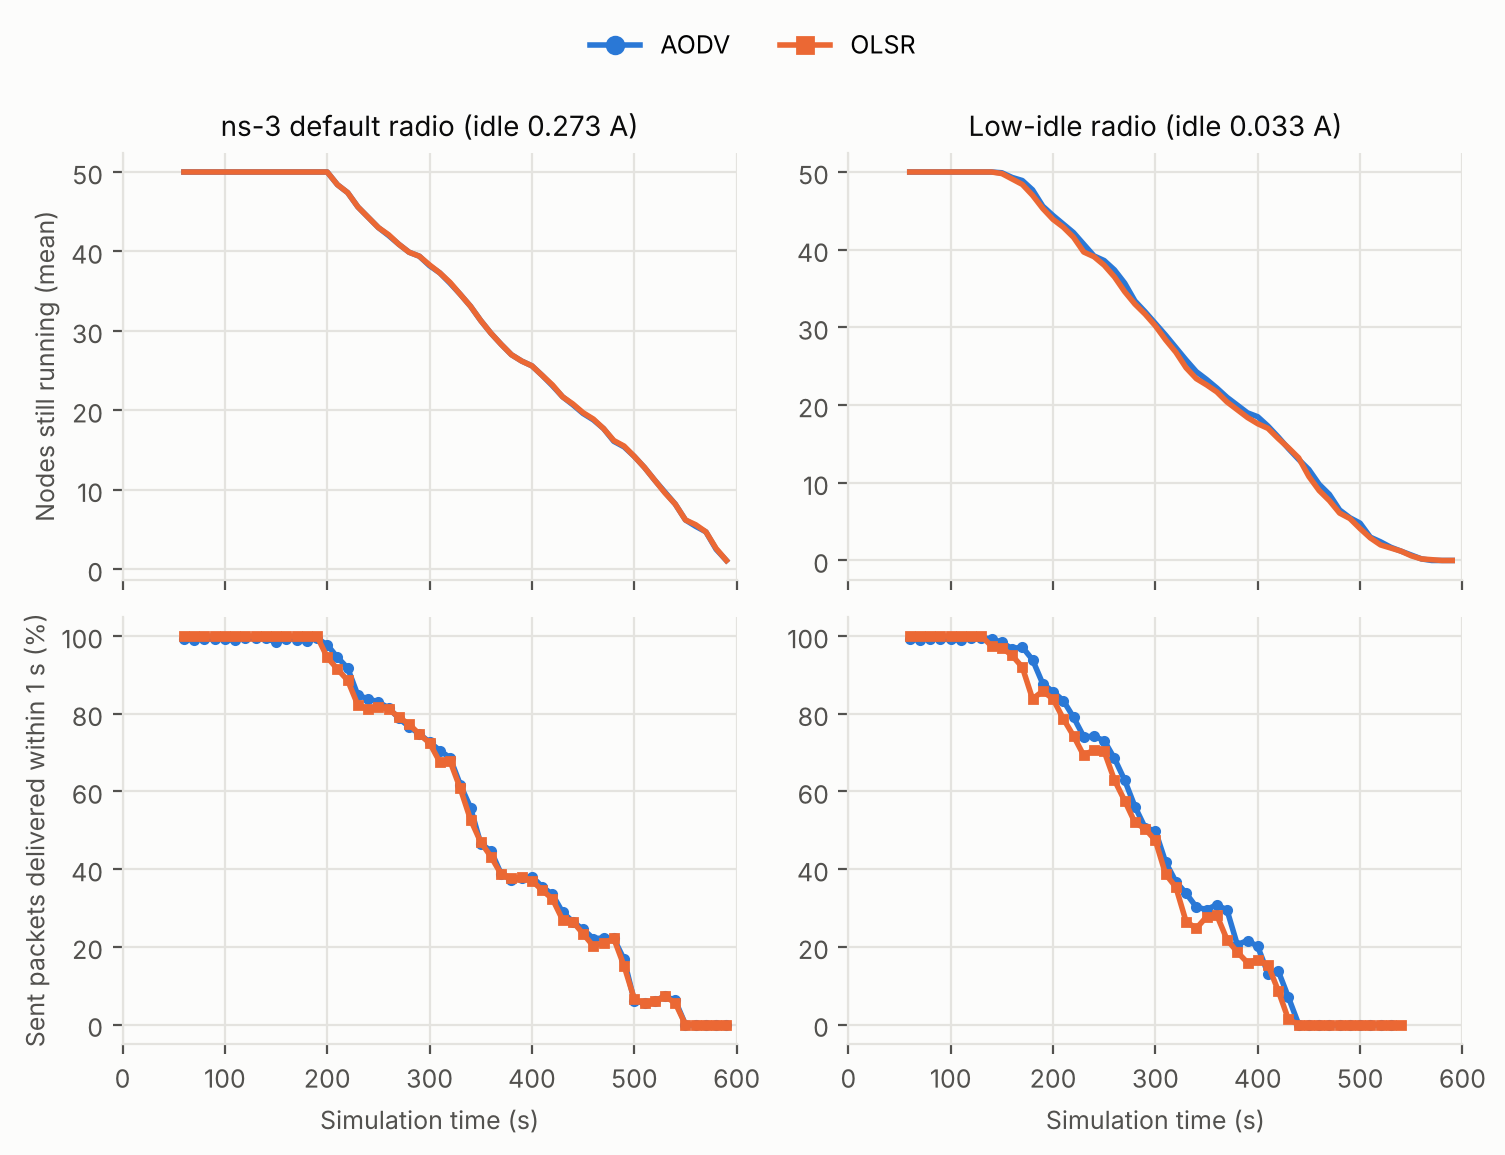 AODV OLSR
ns-3 default radio (idle 0.273 A)
Low-idle radio (idle 0.033 A)
Nodes still running (mean)
50
40
30
20
10
0
50
40
30
20
10
0
Sent packets delivered within 1 s (%)
100
80
60
40
20
0
100
80
60
40
20
0
0 100 200 300 400 500 600
0 100 200 300 400 500 600
Simulation time (s)
Simulation time (s)